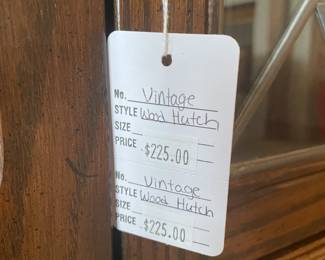 No. Vintage
STYLE Wood Hutch
SIZE
PRICE $225.00
No. Vintage
STYLE Wood Hutch
SIZE
PRICE $225.00